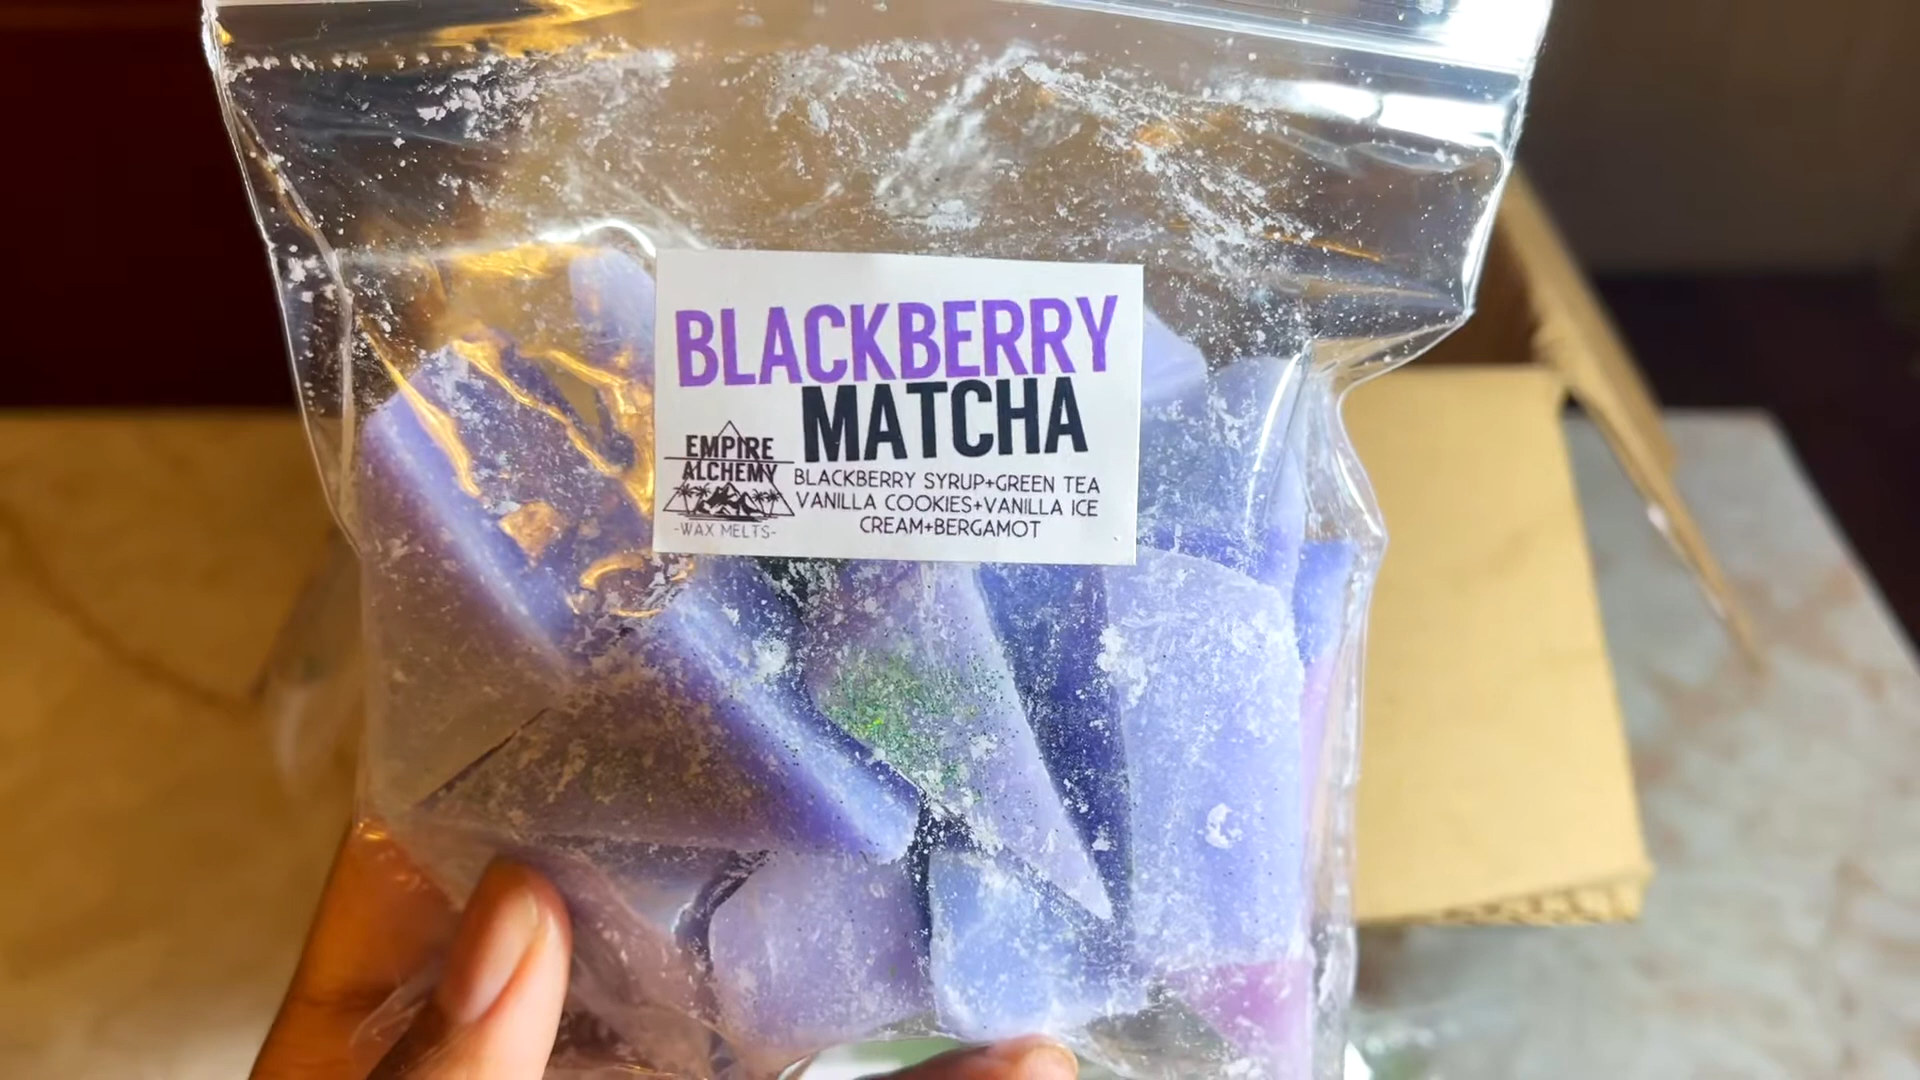 BLACKBERRY
MATCHA
EMPIRE
ALCHEMY
-WAX MELTS-
BLACKBERRY SYRUP+GREEN TEA
VANILLA COOKIES+VANILLA ICE
CREAM+BERGAMOT